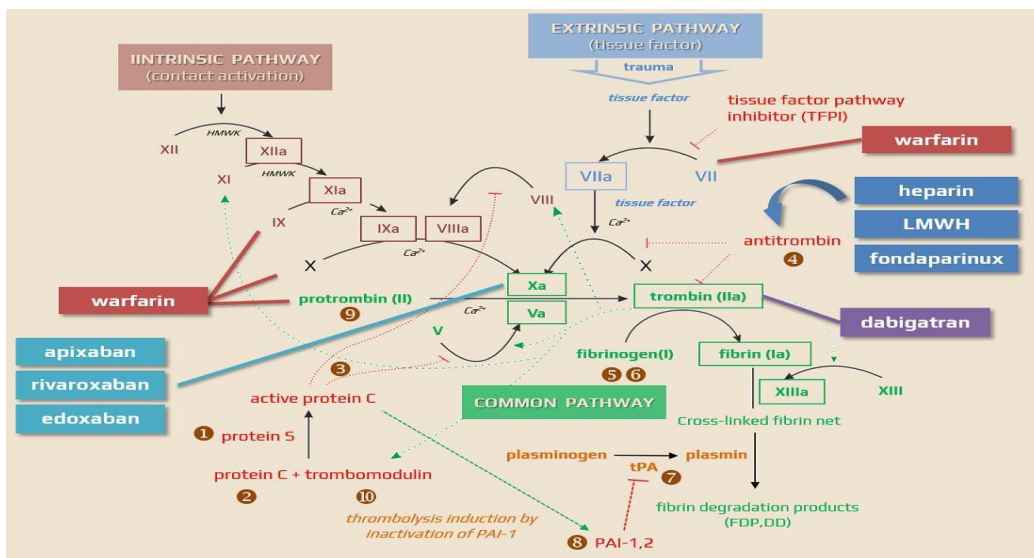 EXTRINSIC PATHWAY
(tissue factor)
trauma
IINTRINSIC PATHWAY
(contact activation)
tissue factor
tissue factor pathway
inhibitor (TFPI)
HMWK
XII
XIIa
HMWK
XI
XIa
Ca²⁺
IX
IXa
VIIIa
Ca²⁺
VIII
VIIa
VII
tissue factor
Ca²⁺
warfarin
heparin
LMWH
fondaparinux
antitrombin
4
X
X
warfarin
protrombin (II)
9
Ca²⁺
Xa
Va
V
trombin (IIa)
dabigatran
apixaban
rivaroxaban
edoxaban
fibrinogen(I)
5 6
fibrin (Ia)
XIIIa
XIII
3
active protein C
COMMON PATHWAY
Cross-linked fibrin net
1 protein S
plasminogen
tPA
7
plasmin
protein C + trombomodulin
2
10
thrombolysis induction by
inactivation of PAI-1
fibrin degradation products
(FDP,DD)
8 PAI-1,2